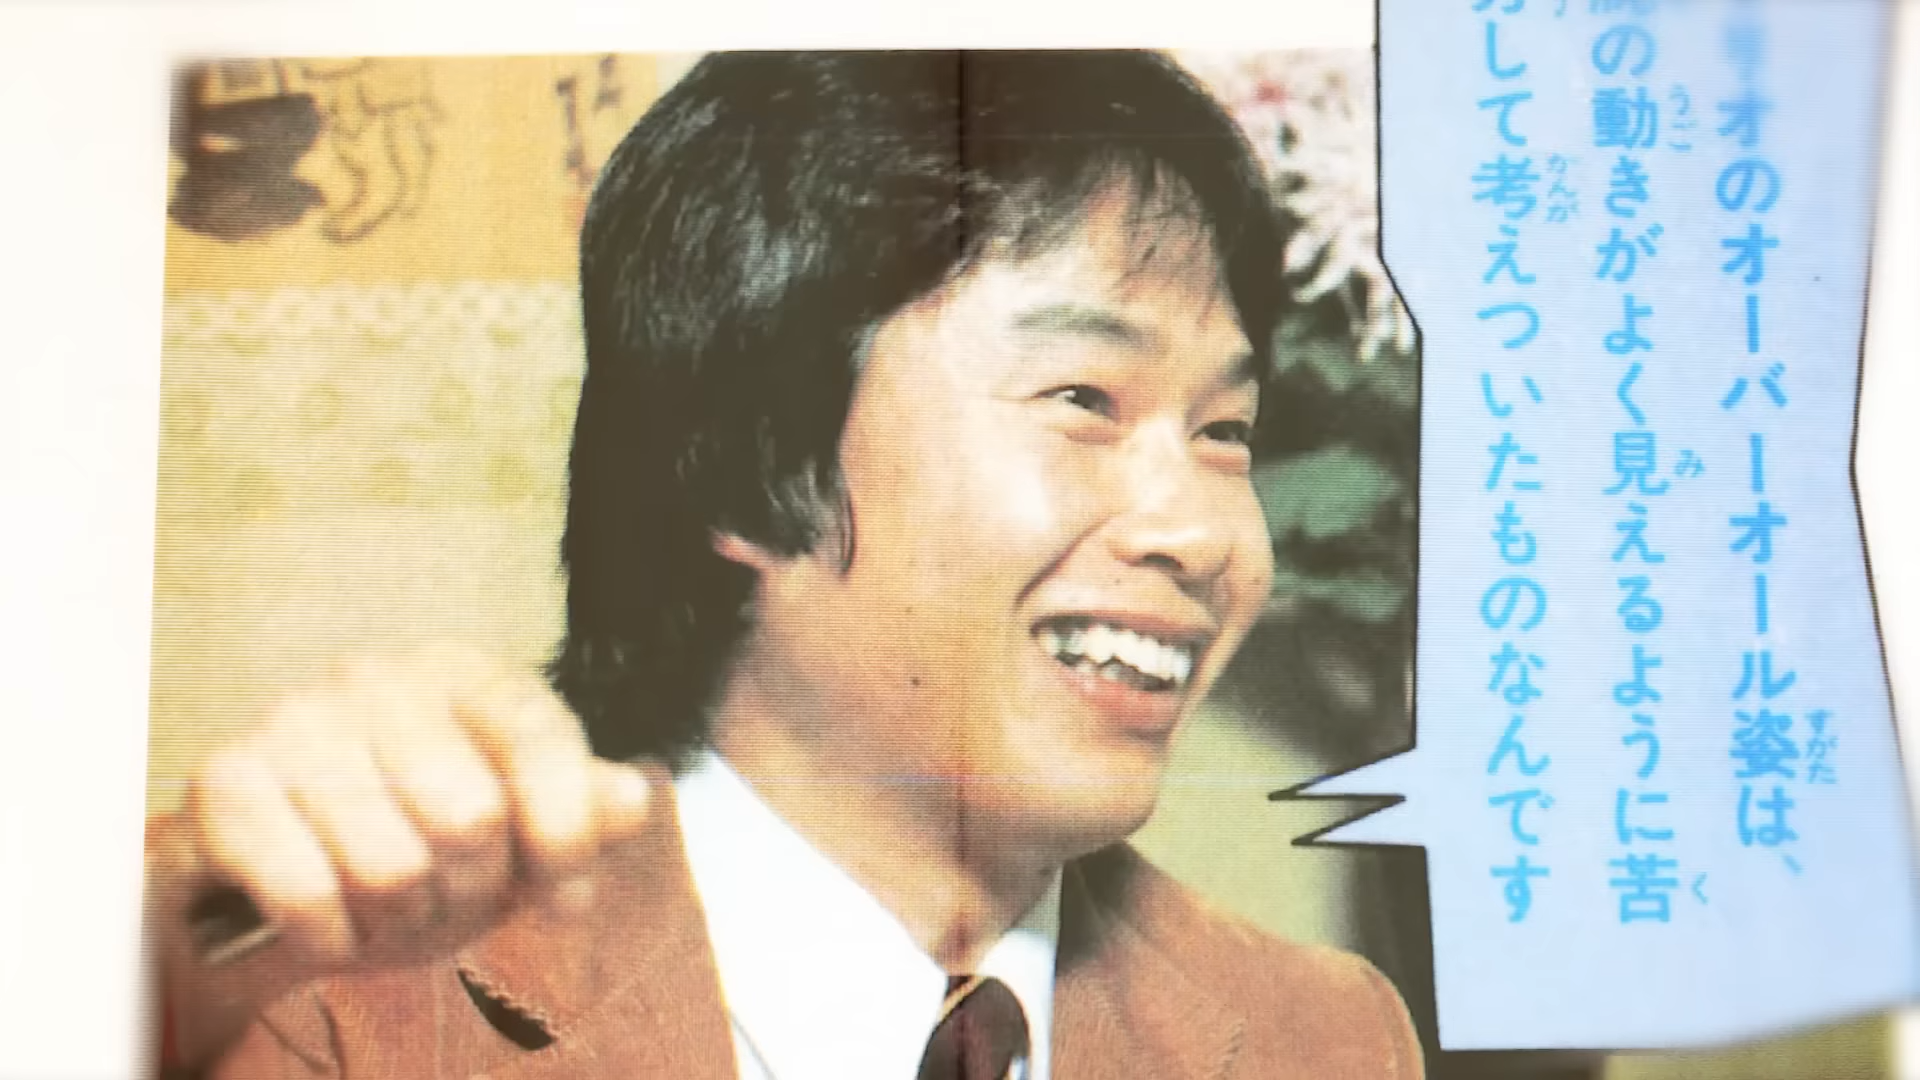 オのオーバーオール姿は、
の動きがよく見えるように苦
して考えついたものなんです